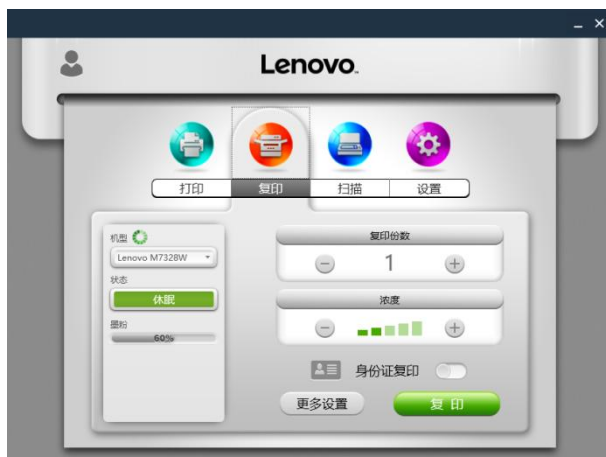 Lenovo
打印 复印 扫描 设置
机型
Lenovo M7328W
状态
休眠
墨粉
60%
复印份数
1
浓度
身份证复印
更多设置
复印